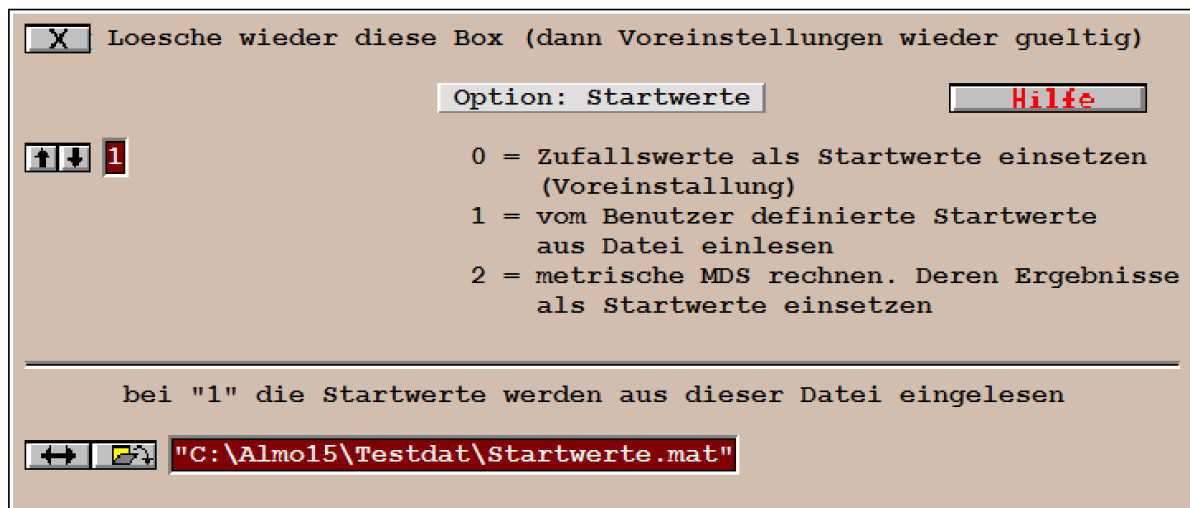 X Loesche wieder diese Box (dann Voreinstellungen wieder gueltig)
Option: Startwerte Hilfe
1 0 = Zufallswerte als Startwerte einsetzen
(Voreinstallung)
1 = vom Benutzer definierte Startwerte
aus Datei einlesen
2 = metrische MDS rechnen. Deren Ergebnisse
als Startwerte einsetzen
bei "1" die Startwerte werden aus dieser Datei eingelesen
"C:\Almo15\Testdat\Startwerte.mat"